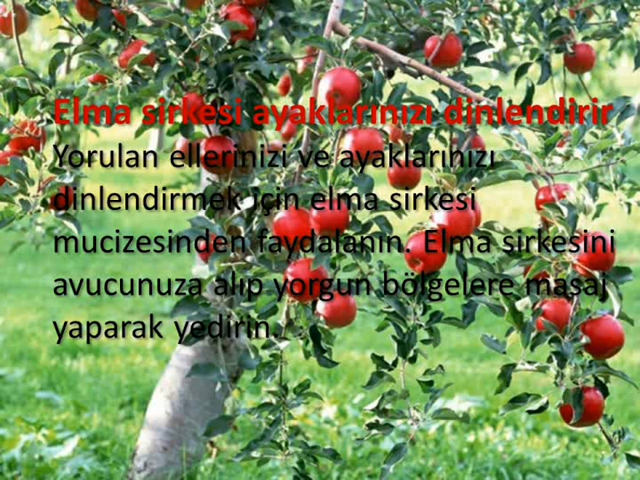 Elma sirkesi ayaklarınızı dinlendirir
Yorulan ellerinizi ve ayaklarınızı
dinlendirmek için elma sirkesi
mucizesinden faydalanın. Elma sirkesini
avucunuza alıp yorgun bölgelere masaj
yaparak yedirin.